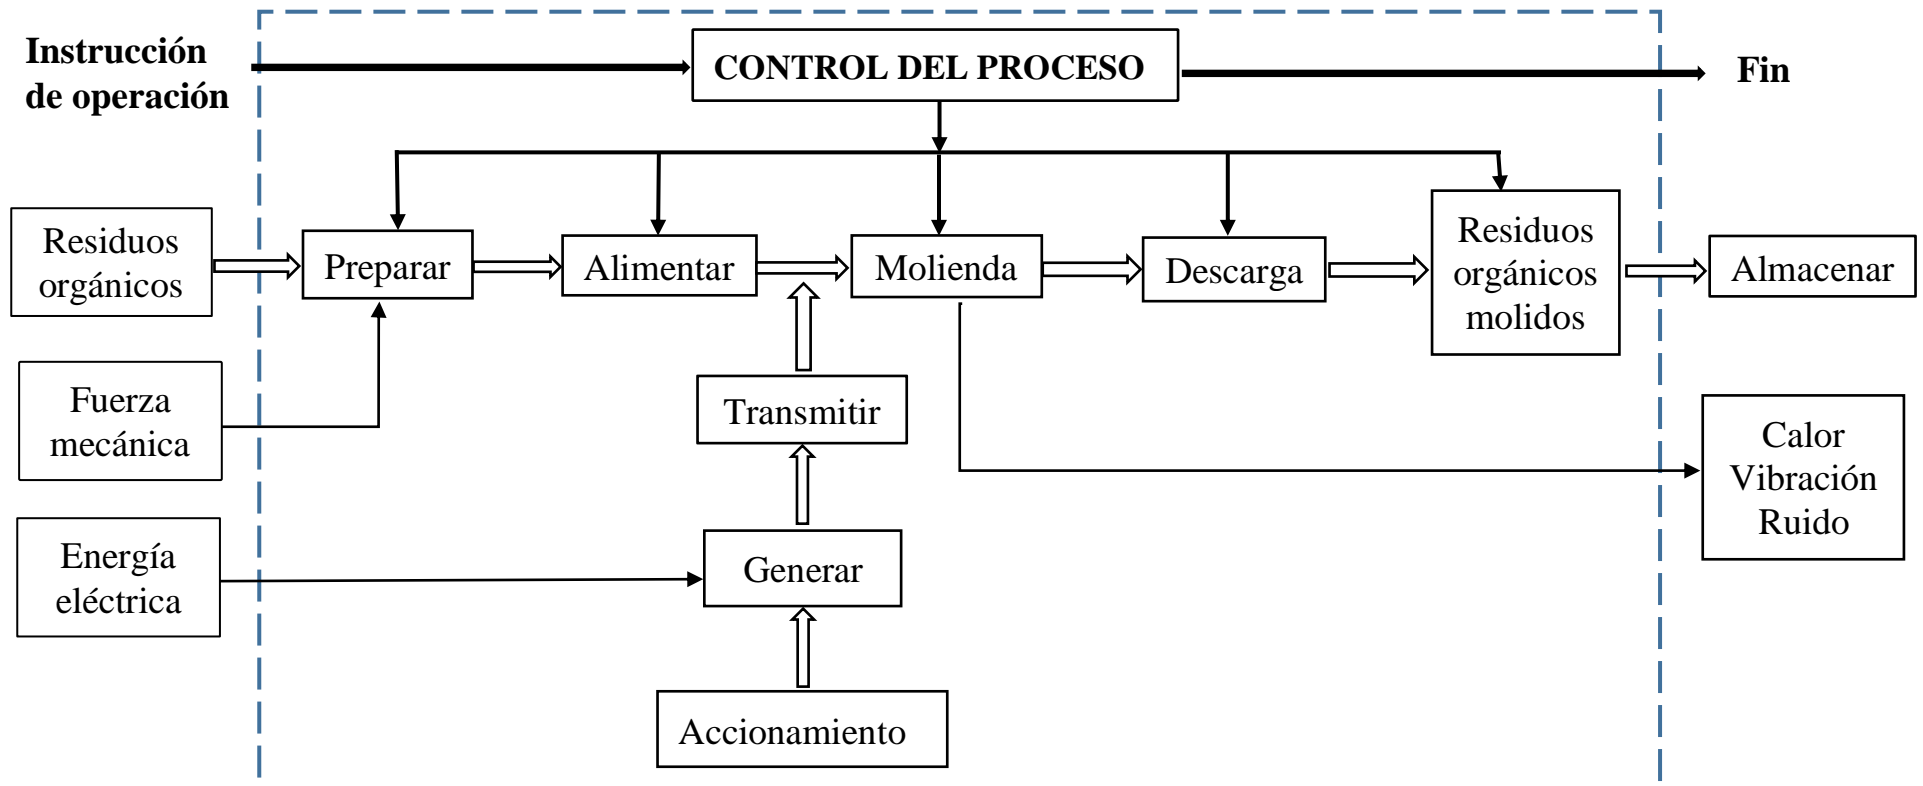 Instrucción
de operación
CONTROL DEL PROCESO
Fin
Residuos
orgánicos
Preparar
Alimentar
Molienda
Descarga
Residuos
orgánicos
molidos
Almacenar
Fuerza
mecánica
Transmitir
Calor
Vibración
Ruido
Energía
eléctrica
Generar
Accionamiento